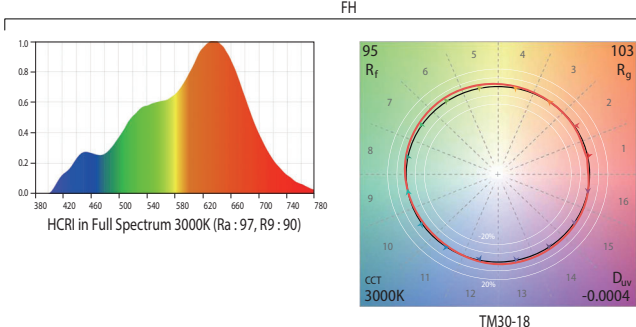 FH
1.0
0.8
0.6
0.4
0.2
0.0
380 420 460 500 540 580 620 660 700 740 780
HCRI in Full Spectrum 3000K (Ra : 97, R9 : 90)
95
Rf
103
Rg
5 4
6 3
7 2
8 1
9 16
10 15
11 14
12 13
-20%
20%
CCT
3000K
Duv
-0.0004
TM30-18